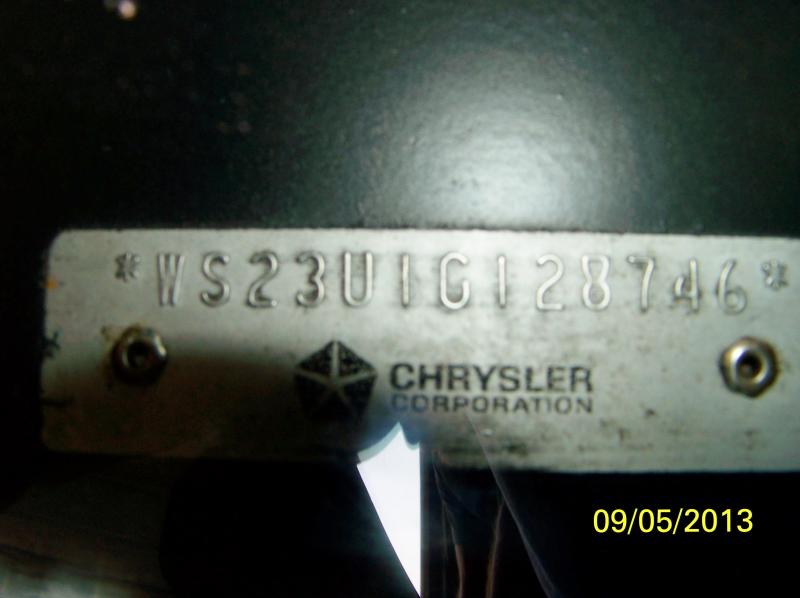 *WS23U1G128746*
CHRYSLER
CORPORATION
09/05/2013